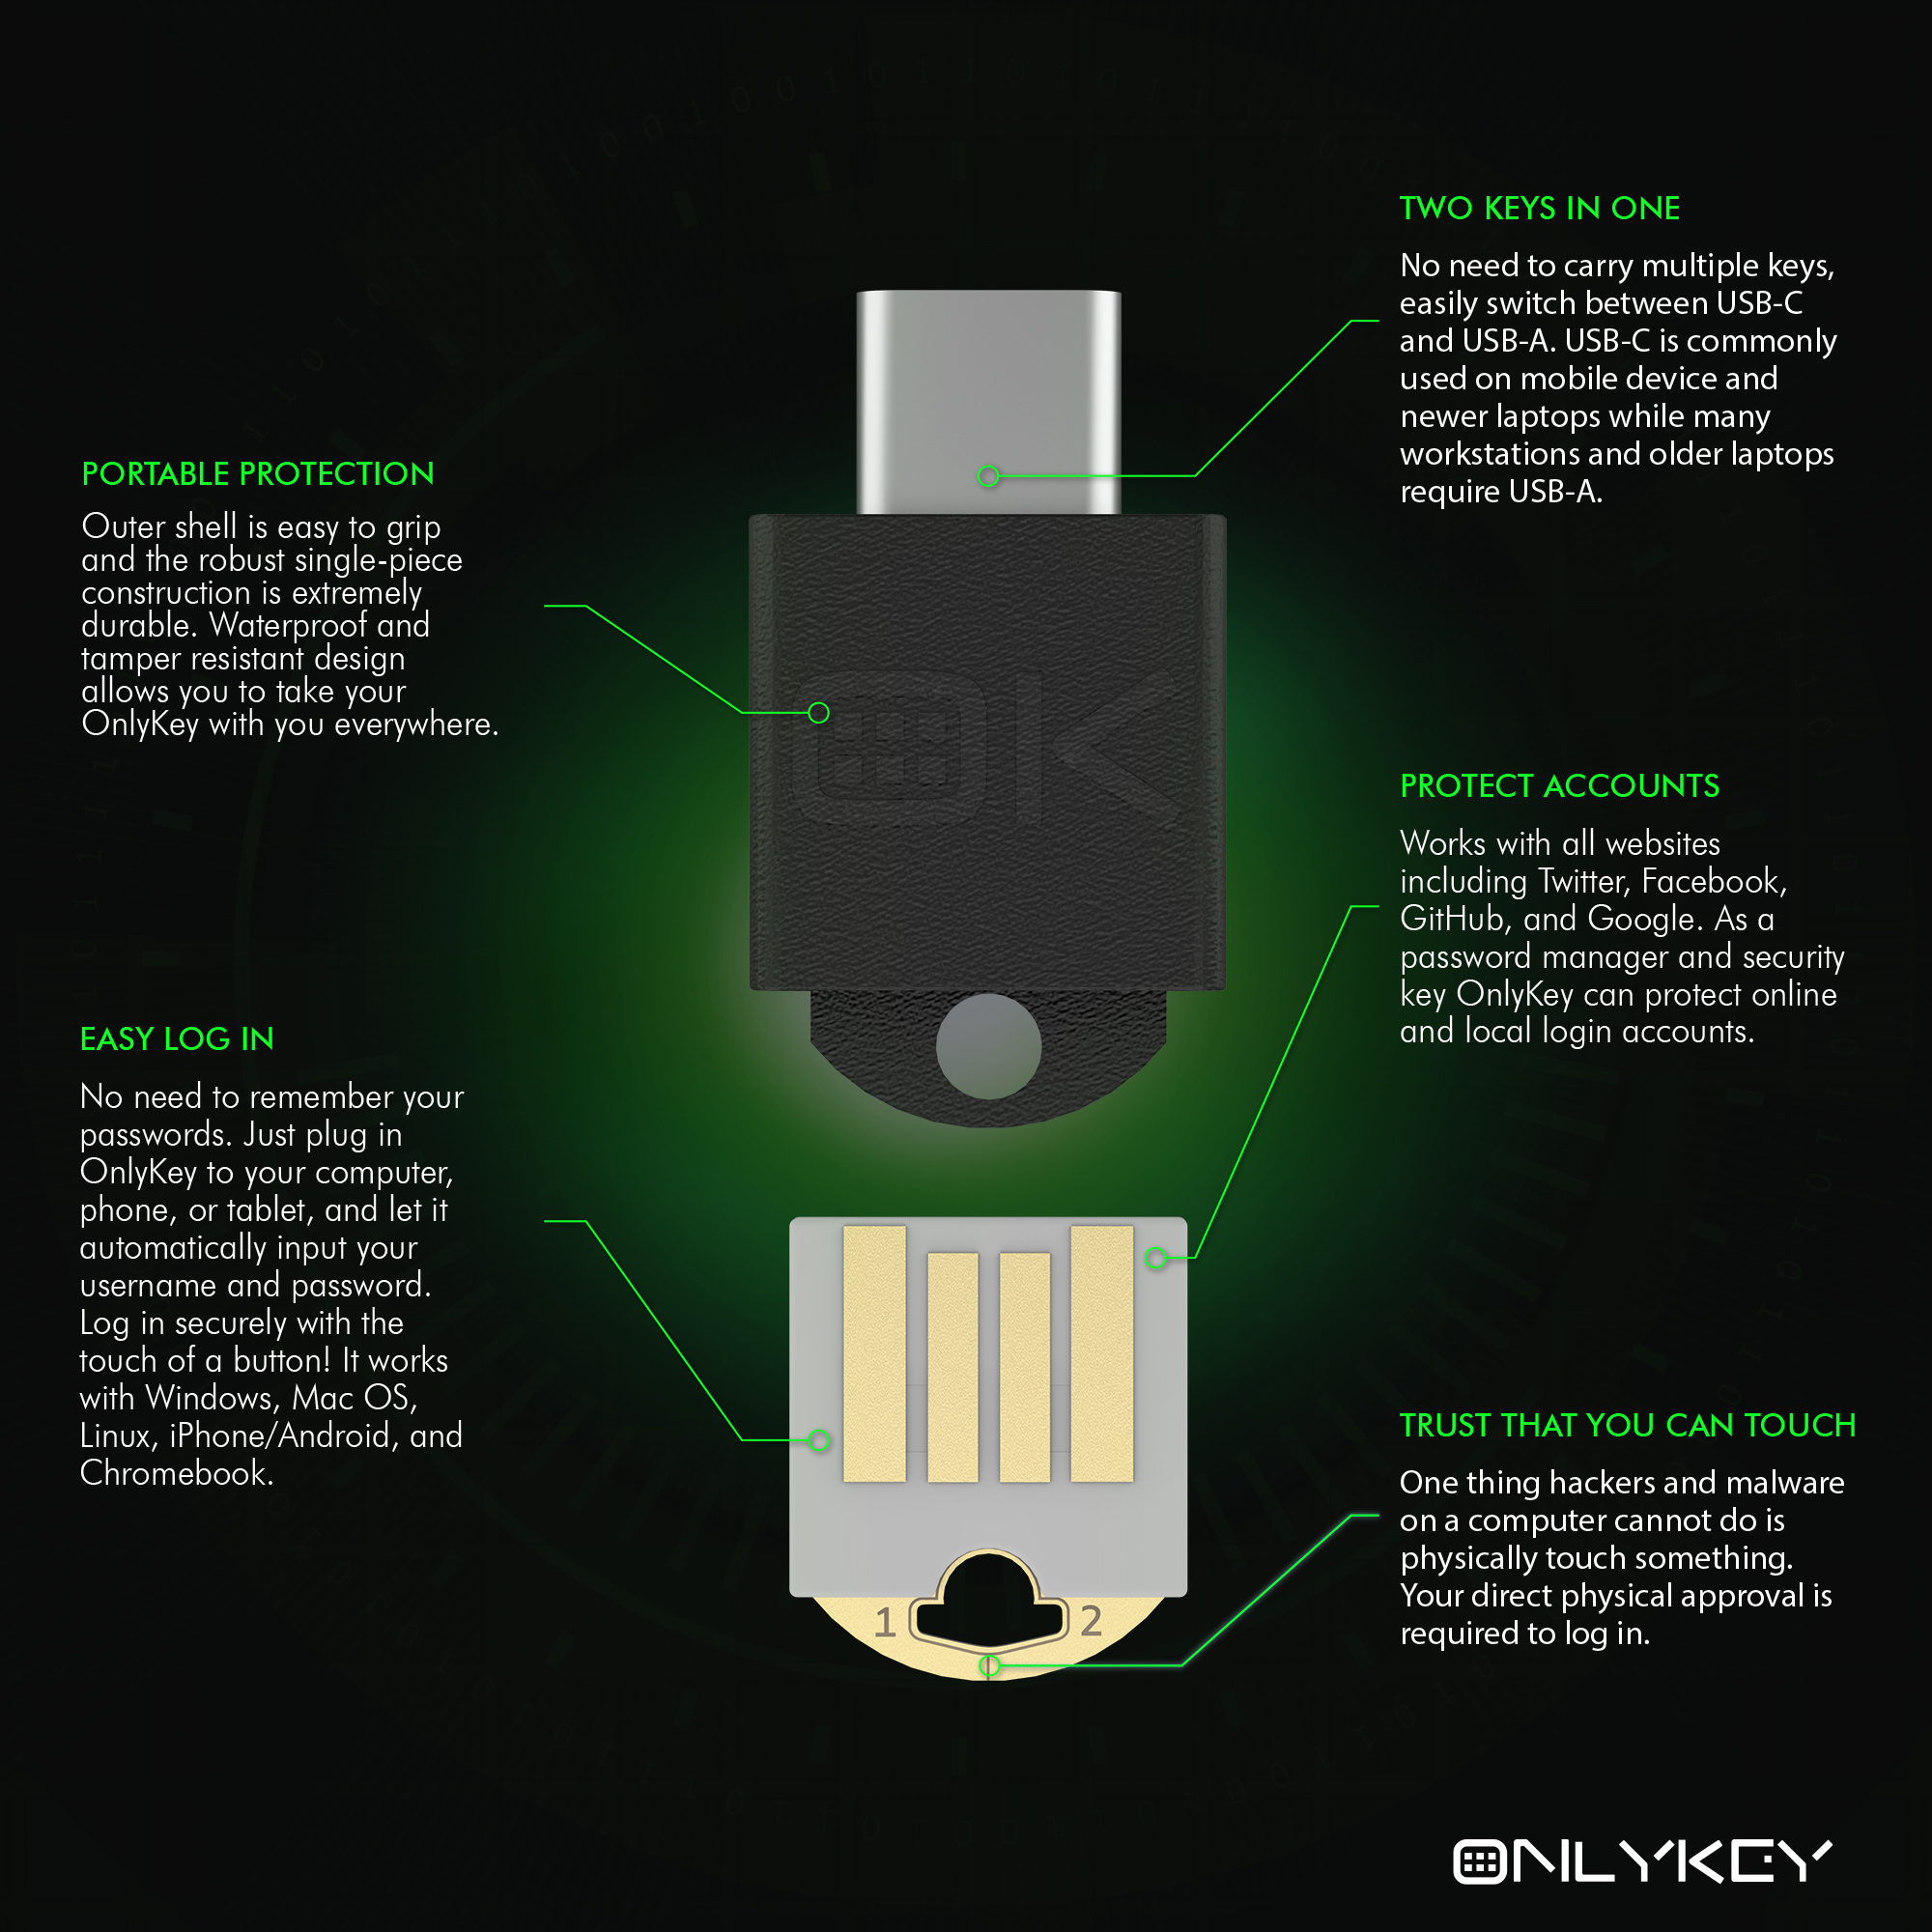 TWO KEYS IN ONE
No need to carry multiple keys,
easily switch between USB-C
and USB-A. USB-C is commonly
used on mobile device and
newer laptops while many
workstations and older laptops
require USB-A.
PORTABLE PROTECTION
Outer shell is easy to grip
and the robust single-piece
construction is extremely
durable. Waterproof and
tamper resistant design
allows you to take your
OnlyKey with you everywhere.
OK
PROTECT ACCOUNTS
Works with all websites
including Twitter, Facebook,
GitHub, and Google. As a
password manager and security
key OnlyKey can protect online
and local login accounts.
EASY LOG IN
No need to remember your
passwords. Just plug in
OnlyKey to your computer,
phone, or tablet, and let it
automatically input your
username and password.
Log in securely with the
touch of a button! It works
with Windows, Mac OS,
Linux, iPhone/Android, and
Chromebook.
TRUST THAT YOU CAN TOUCH
One thing hackers and malware
on a computer cannot do is
physically touch something.
Your direct physical approval is
required to log in.
1 2
ONLYKEY